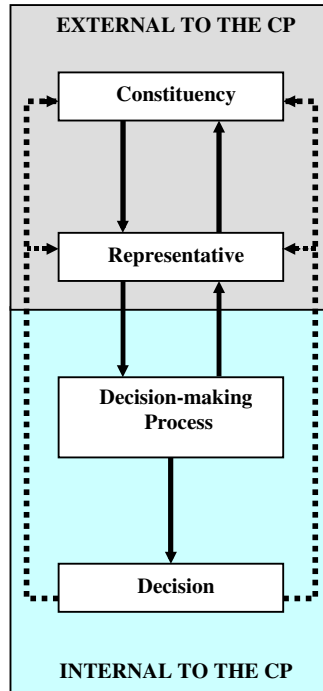 EXTERNAL TO THE CP
Constituency
Representative
Decision-making
Process
Decision
INTERNAL TO THE CP